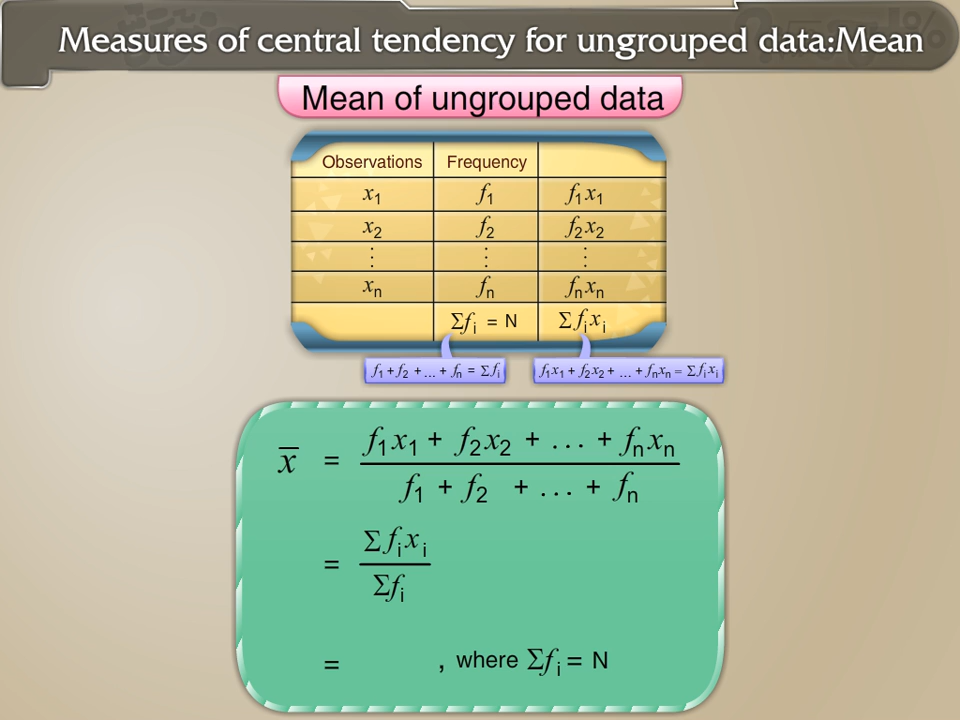 Measures of central tendency for ungrouped data:Mean
Mean of ungrouped data
Observations Frequency
x₁ f₁ f₁x₁
x₂ f₂ f₂x₂
⋮ ⋮ ⋮
xₙ fₙ fₙxₙ
Σfᵢ = N Σfᵢxᵢ
f₁ + f₂ + ... + fₙ = Σfᵢ f₁x₁ + f₂x₂ + ... + fₙxₙ = Σfᵢxᵢ
f₁x₁ + f₂x₂ + ... + fₙxₙ
x̅ =
f₁ + f₂ + ... + fₙ
Σfᵢxᵢ
=
Σfᵢ
= , where Σfᵢ = N